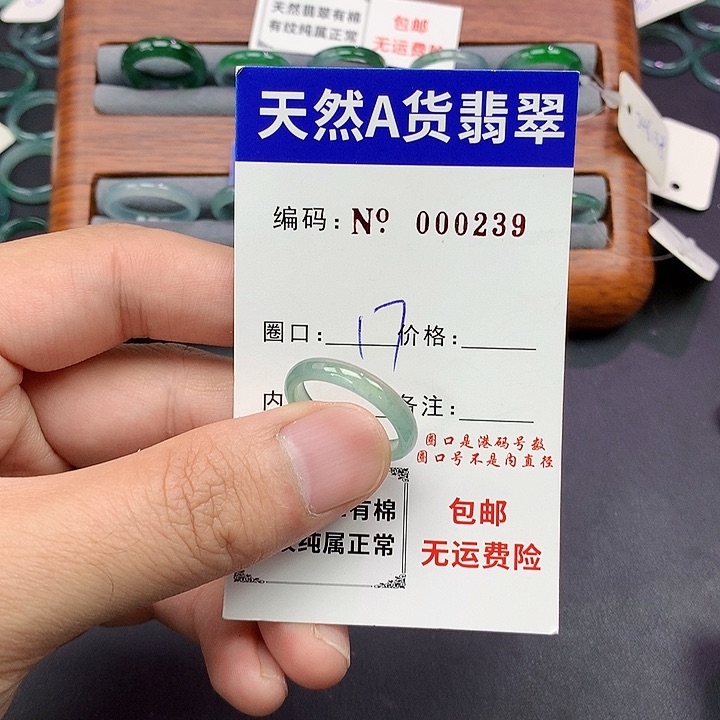 天然翡翠有棉
有纹纯属正常
包邮
无运费险
天然A货翡翠
编码: Nº 000239
圈口: 17 价格:
内 备注:
圈口是港码号数
圈口号不是内直径
有棉
纹纯属正常
包邮
无运费险